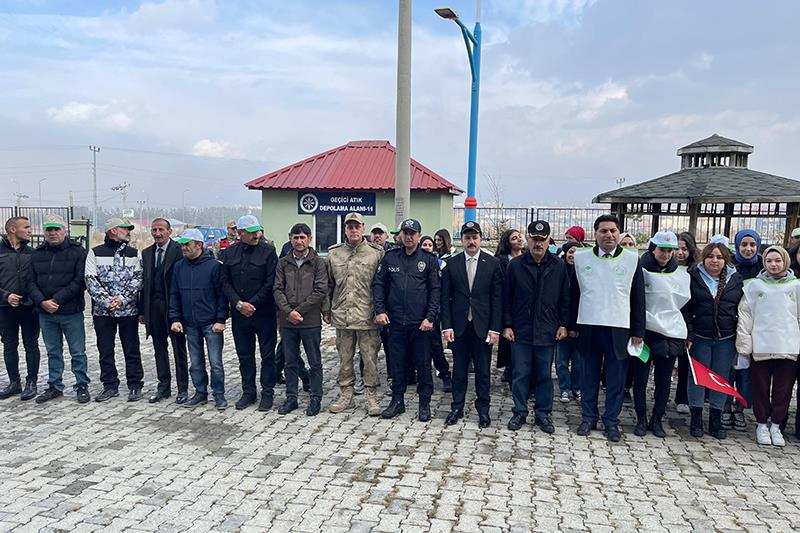 GEÇİCİ ATIK
DEPOLAMA ALANI-11
POLİS